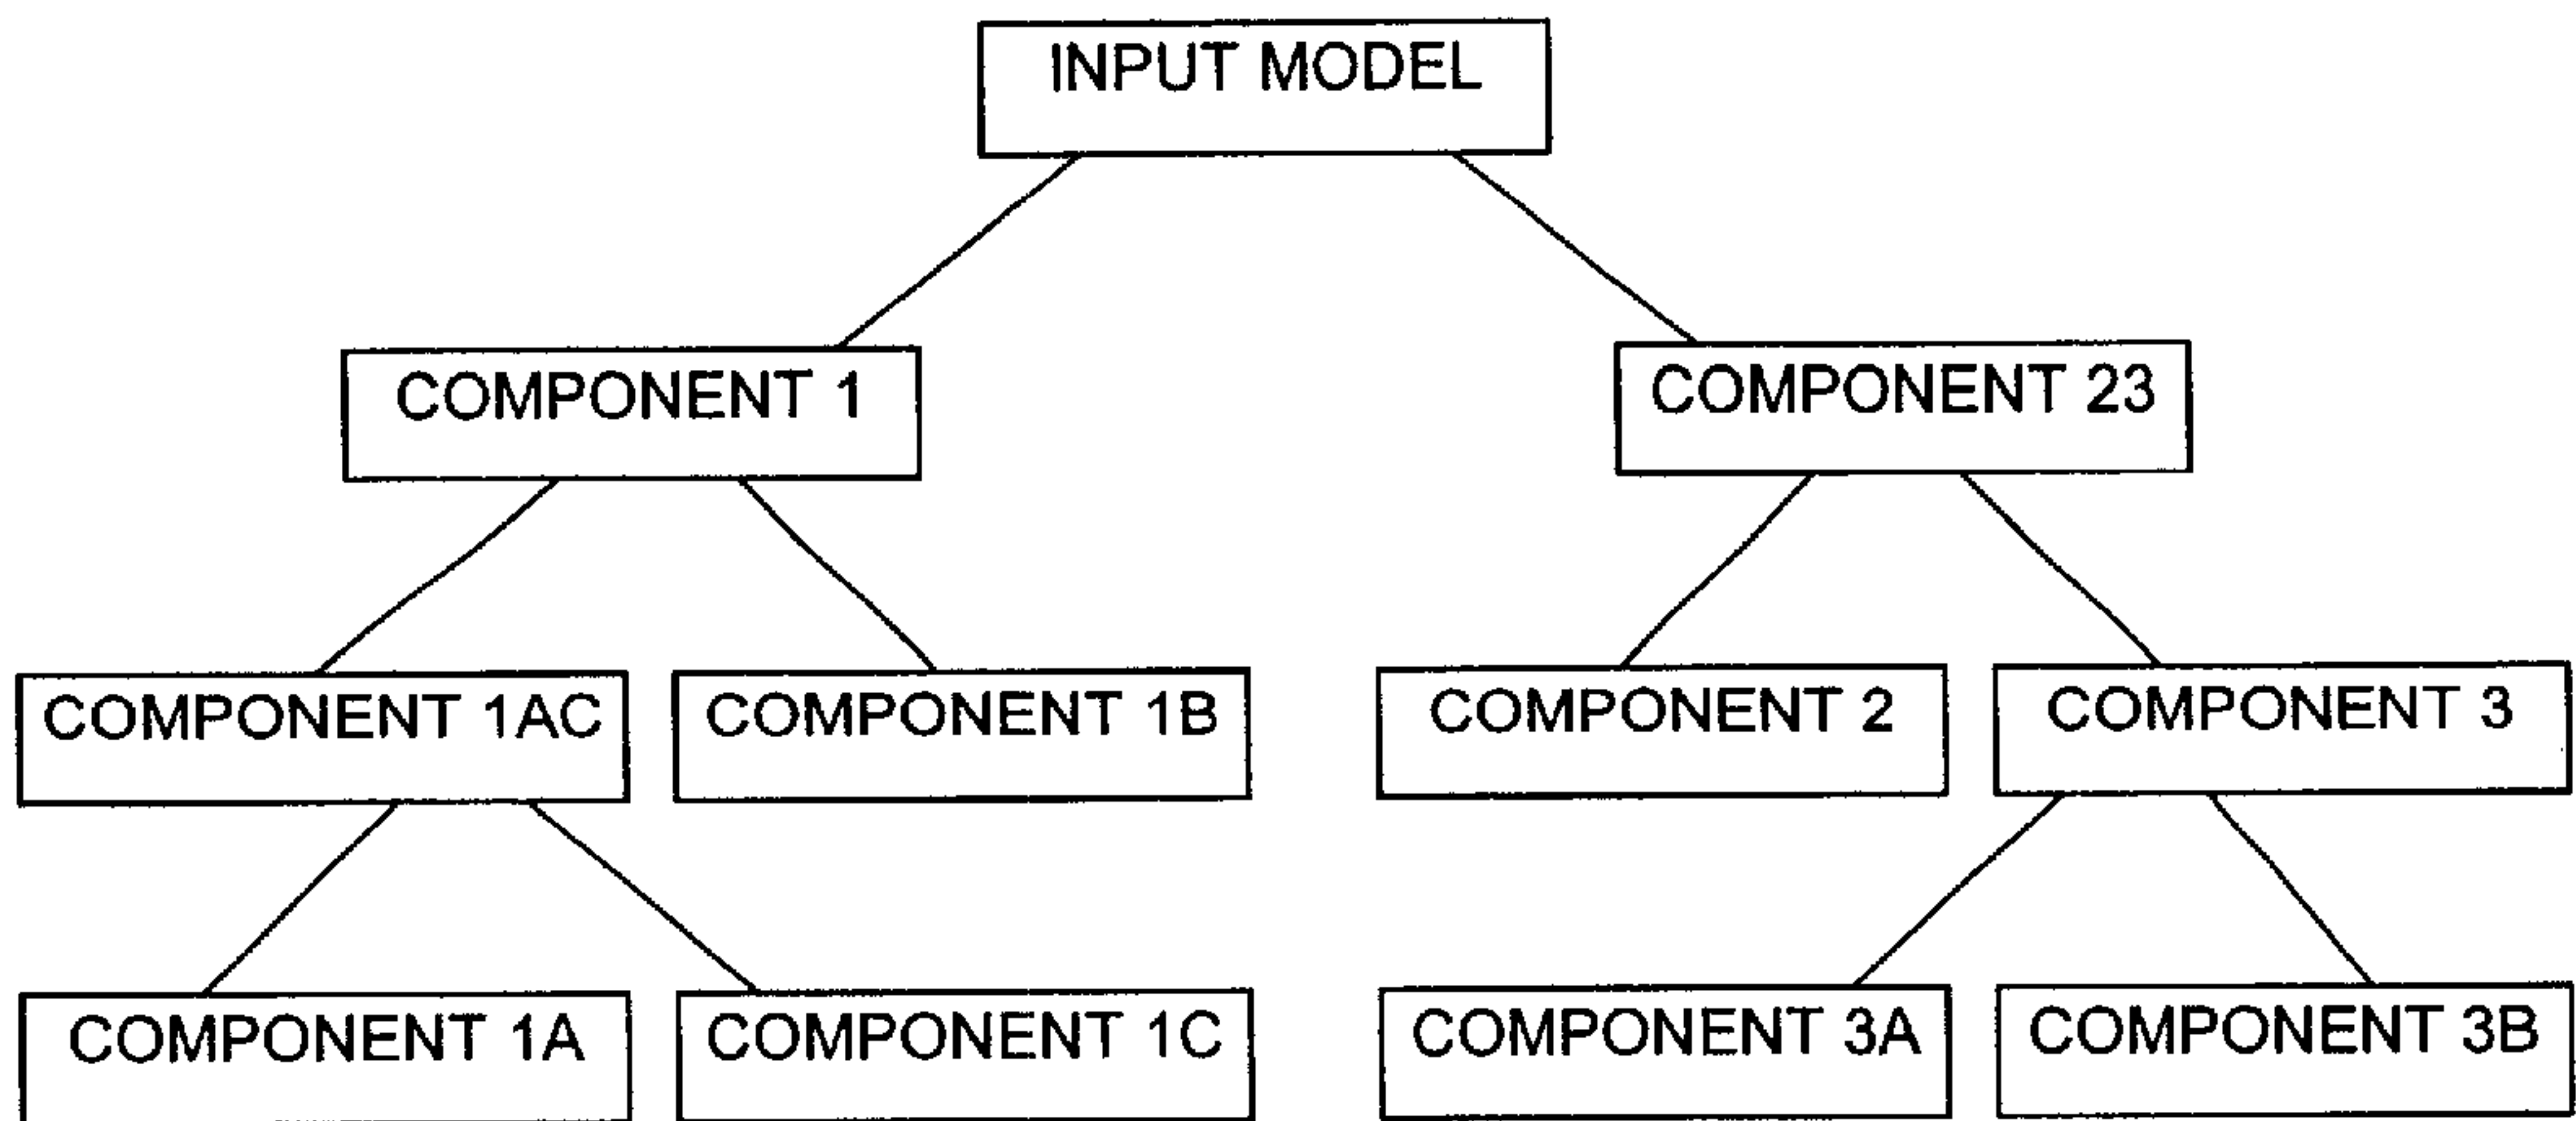 INPUT MODEL
COMPONENT 1
COMPONENT 23
COMPONENT 1AC
COMPONENT 1B
COMPONENT 2
COMPONENT 3
COMPONENT 1A
COMPONENT 1C
COMPONENT 3A
COMPONENT 3B